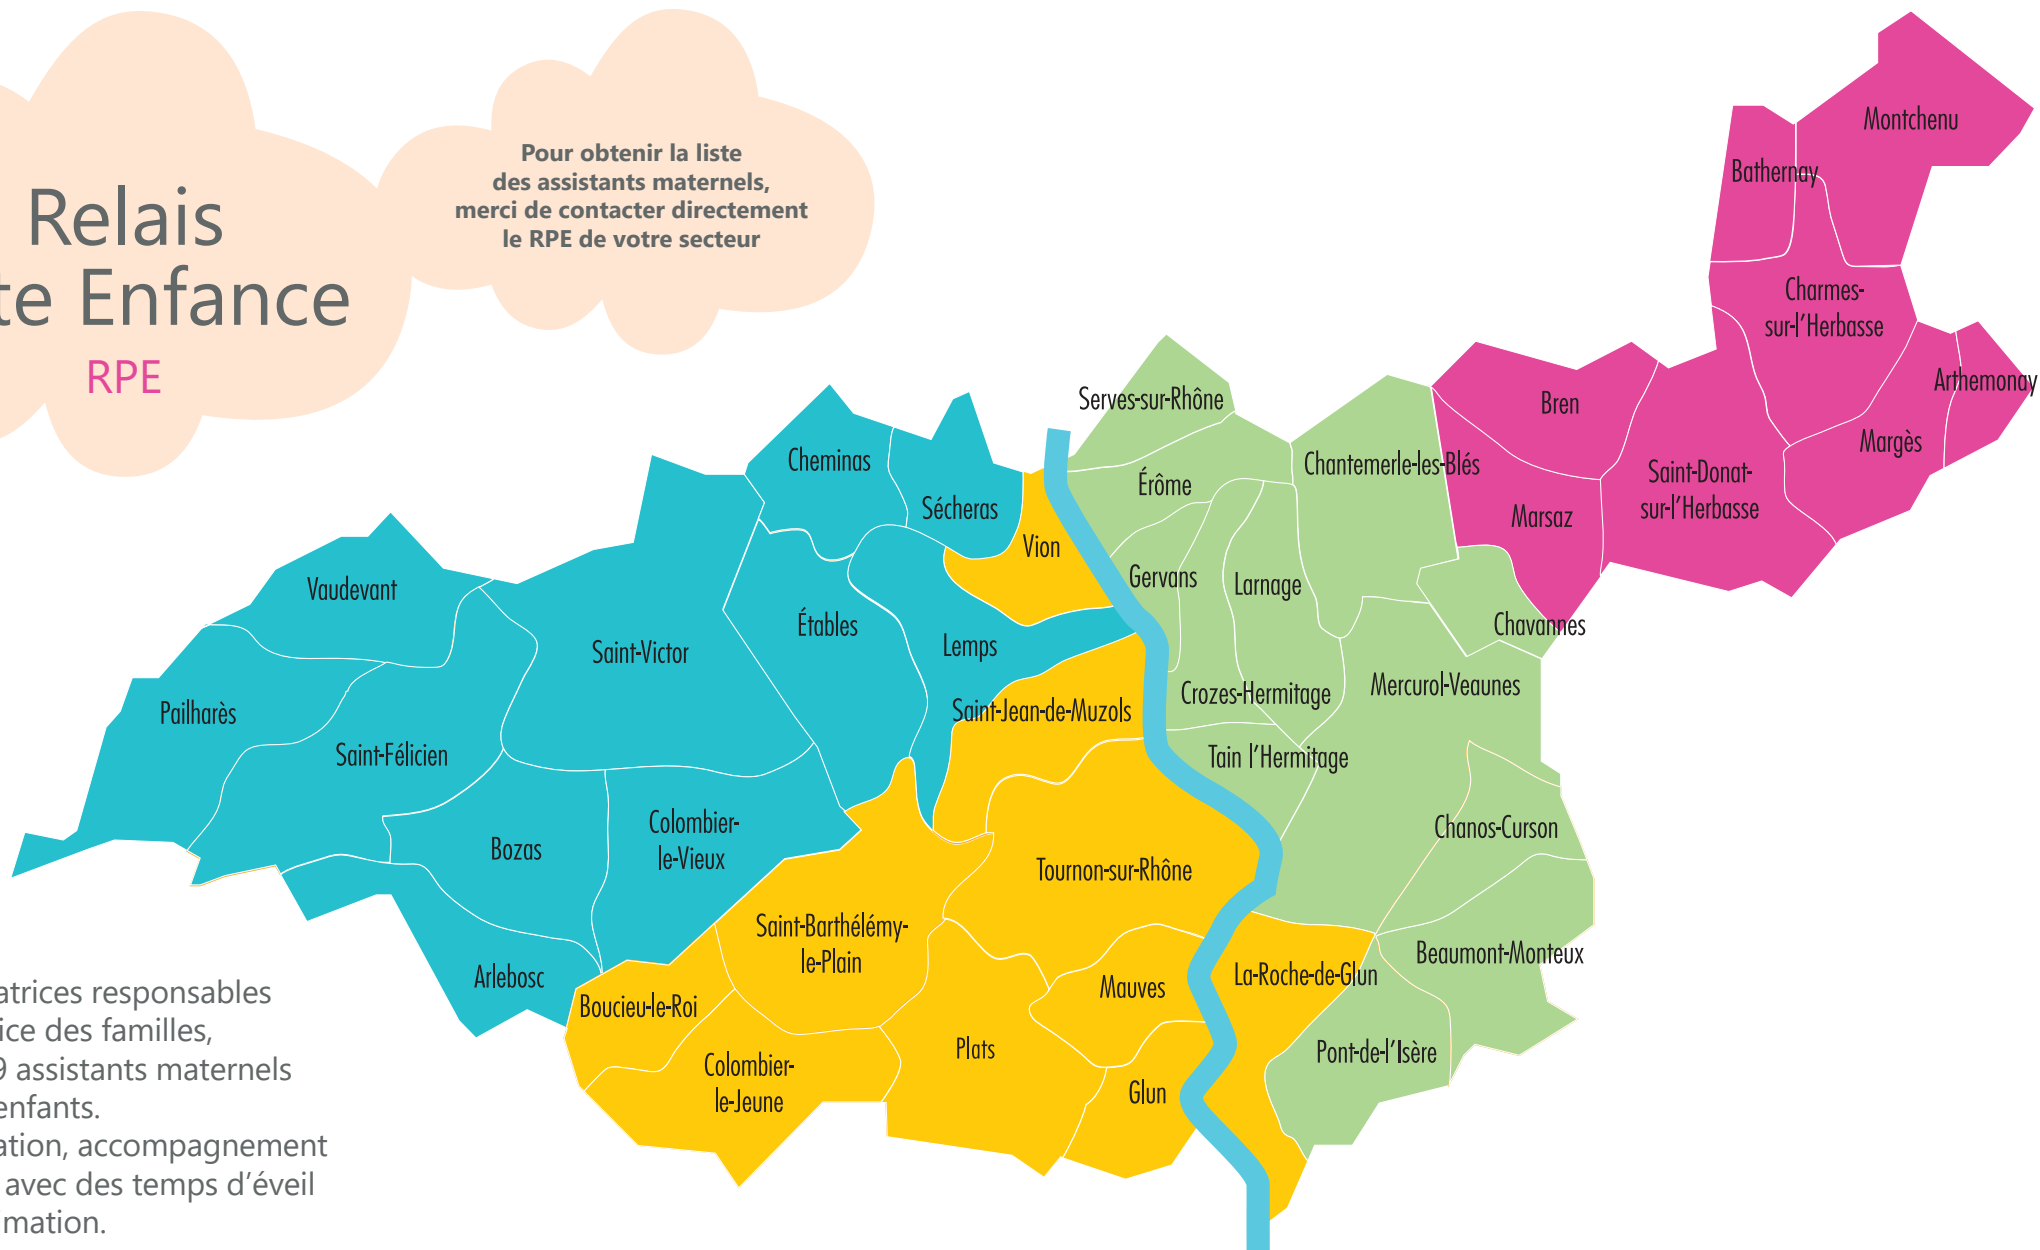 Relais
te Enfance
RPE
Pour obtenir la liste
des assistants maternels,
merci de contacter directement
le RPE de votre secteur
Montchenu
Bathernay
Charmes-
sur-l'Herbasse
Arthemonay
Margès
Bren
Saint-Donat-
sur-l'Herbasse
Marsaz
Serves-sur-Rhône
Chantemerle-les-Blés
Érôme
Gervans
Larnage
Chavannes
Crozes-Hermitage
Mercurol-Veaunes
Tain l'Hermitage
Chanos-Curson
Beaumont-Monteux
Pont-de-l'Isère
Cheminas
Sécheras
Vion
Vaudevant
Étables
Saint-Victor
Lemps
Pailharès
Saint-Félicien
Saint-Jean-de-Muzols
Colombier-
le-Vieux
Bozas
Tournon-sur-Rhône
Saint-Barthélémy-
le-Plain
Arlebosc
Boucieu-le-Roi
Mauves
La-Roche-de-Glun
Plats
Colombier-
le-Jeune
Glun
atrices responsables
ice des familles,
9 assistants maternels
enfants.
ation, accompagnement
avec des temps d'éveil
mation.